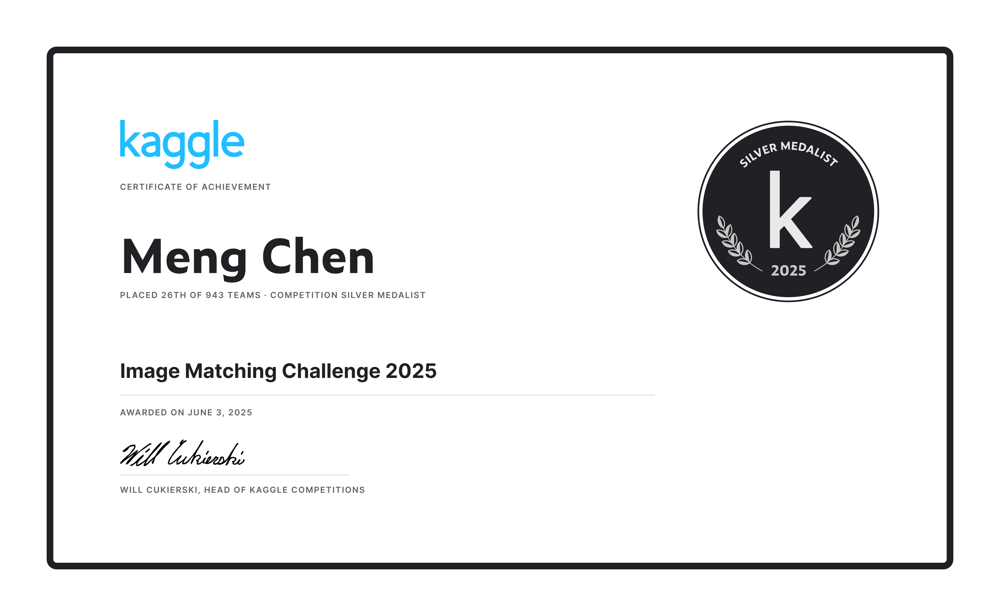 kaggle
CERTIFICATE OF ACHIEVEMENT
Meng Chen
PLACED 26TH OF 943 TEAMS · COMPETITION SILVER MEDALIST
Image Matching Challenge 2025
AWARDED ON JUNE 3, 2025
Will Cukierski
WILL CUKIERSKI, HEAD OF KAGGLE COMPETITIONS
SILVER MEDALIST
k
2025